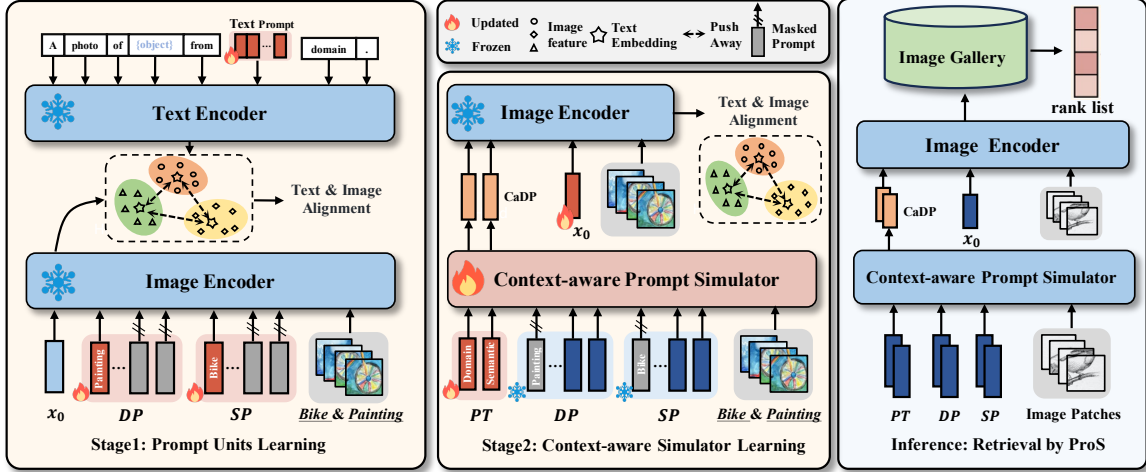 A photo of {object} from
Text Prompt
...
domain .
Text Encoder
Text & Image
Alignment
Image Encoder
Painting
...
Bike
...
x₀
DP
SP
Bike & Painting
Stage1: Prompt Units Learning
Updated
Frozen
Image
feature
Text
Embedding
Push
Away
Masked
Prompt
Image Encoder
Text & Image
Alignment
CaDP
x₀
Context-aware Prompt Simulator
Domain
Semantic
Painting
...
Bike
...
PT
DP
SP
Bike & Painting
Stage2: Context-aware Simulator Learning
Image Gallery
rank list
Image Encoder
CaDP
x₀
Context-aware Prompt Simulator
PT
DP
SP
Image Patches
Inference: Retrieval by ProS